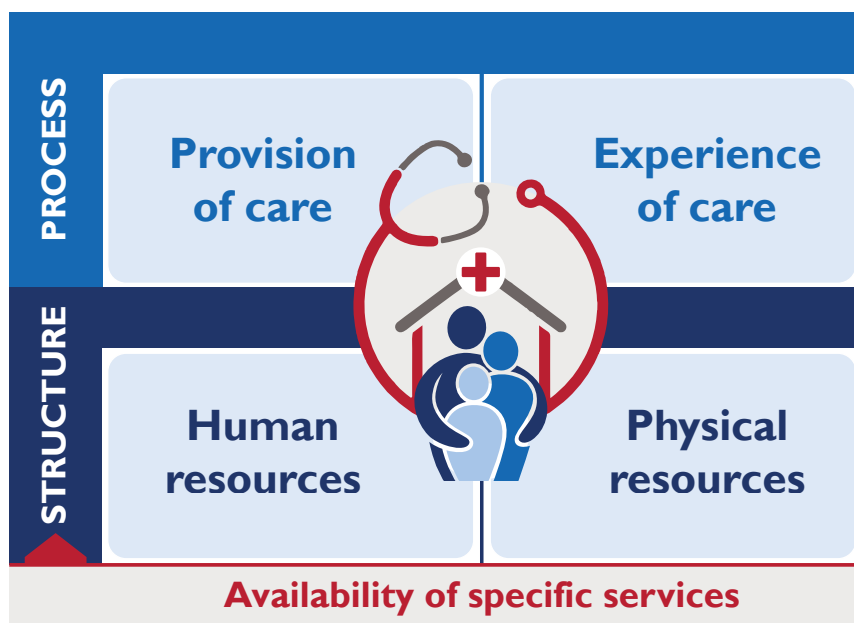 PROCESS
Provision
of care
Experience
of care
STRUCTURE
Human
resources
Physical
resources
Availability of specific services